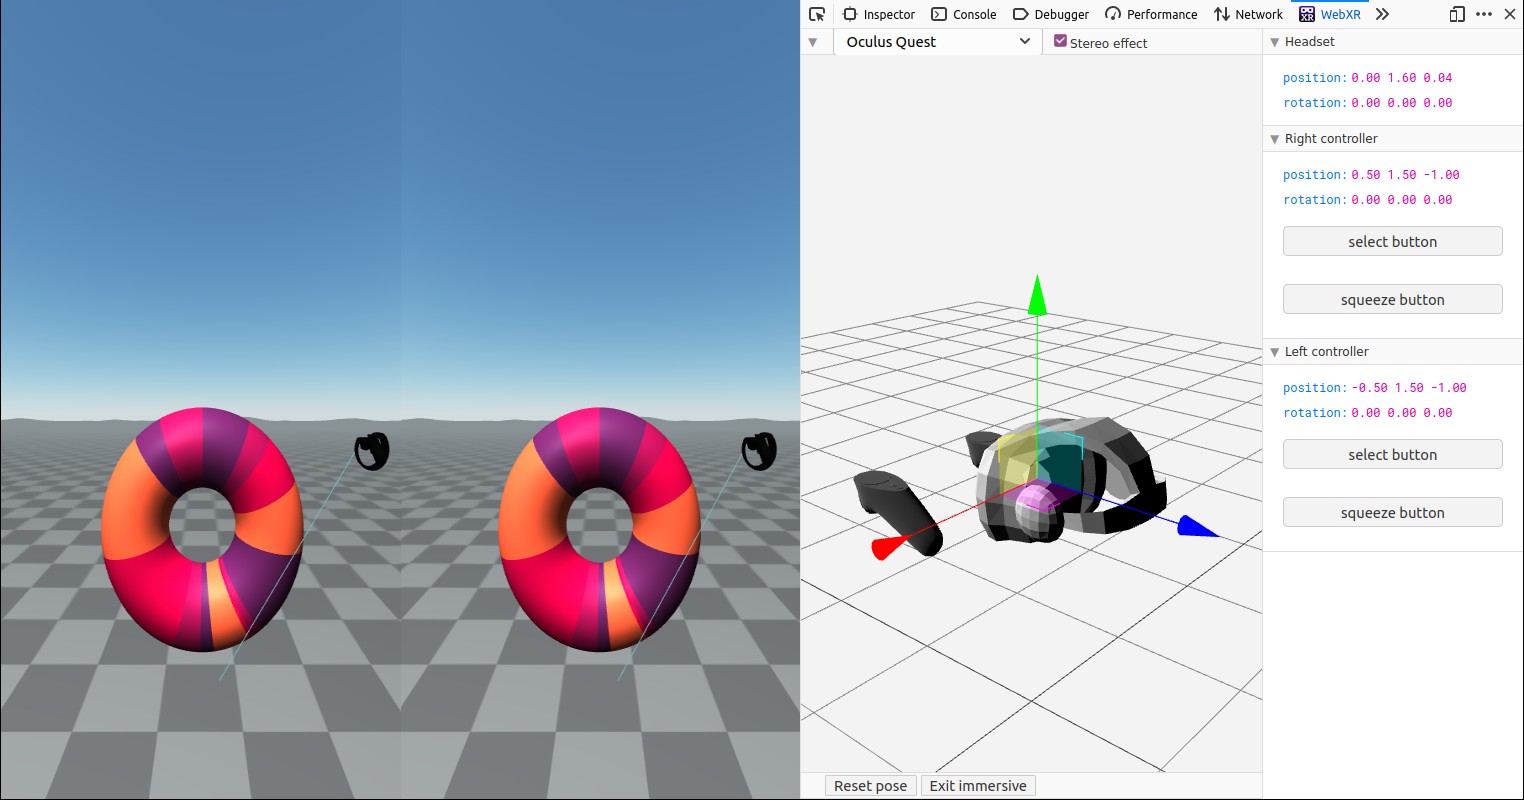 Inspector Console Debugger Performance Network WebXR
Oculus Quest Stereo effect
Headset
position: 0.00 1.60 0.04
rotation: 0.00 0.00 0.00
Right controller
position: 0.50 1.50 -1.00
rotation: 0.00 0.00 0.00
select button
squeeze button
Left controller
position: -0.50 1.50 -1.00
rotation: 0.00 0.00 0.00
select button
squeeze button
Reset pose Exit immersive